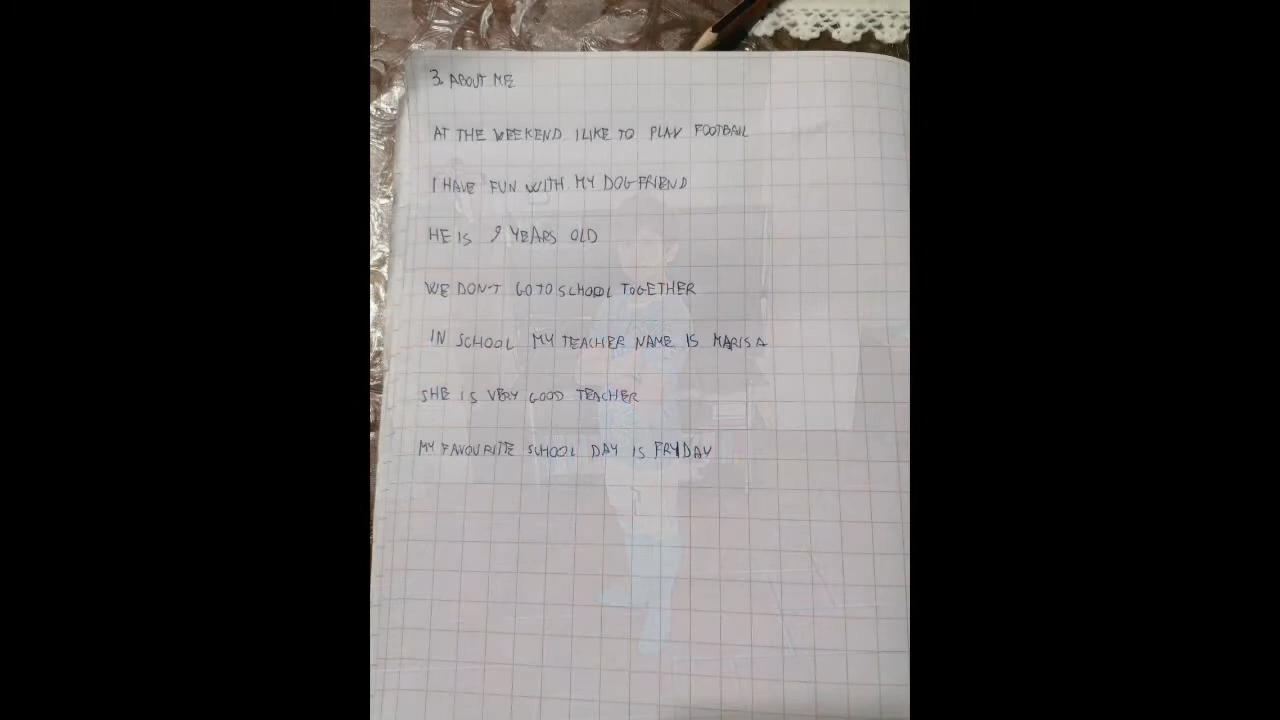 3. ABOUT ME
AT THE WEEKEND I LIKE TO PLAY FOOTBALL
I HAVE FUN WITH MY DOG FRIEND
HE IS 9 YEARS OLD
WE DON'T GO TO SCHOOL TOGETHER
IN SCHOOL MY TEACHER NAME IS MARISA
SHE IS VERY GOOD TEACHER
MY FAVOURITE SCHOOL DAY IS FRYDAY